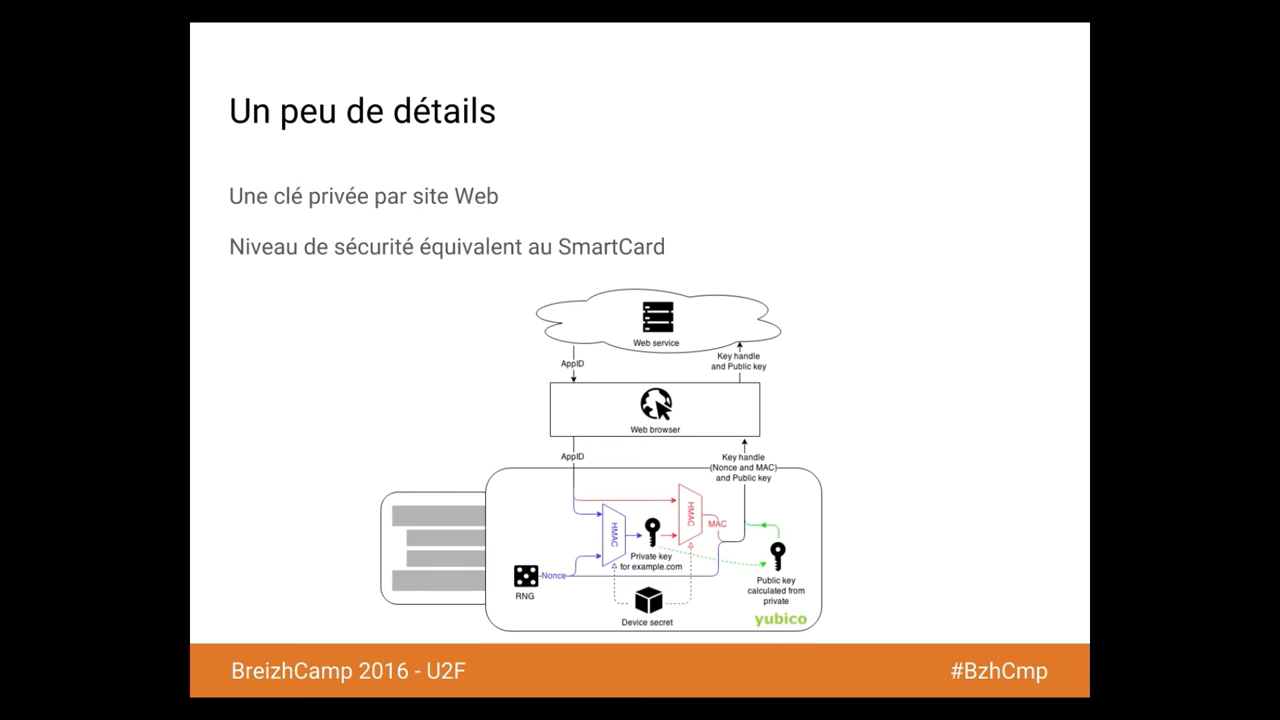 Un peu de détails
Une clé privée par site Web
Niveau de sécurité équivalent au SmartCard
Web service
AppID
Key handle
and Public key
Web browser
AppID
Key handle
(Nonce and MAC)
and Public key
HMAC
HMAC
MAC
Private key
for example.com
Nonce
RNG
Device secret
Public key
calculated from
private
yubico
BreizhCamp 2016 - U2F
#BzhCmp